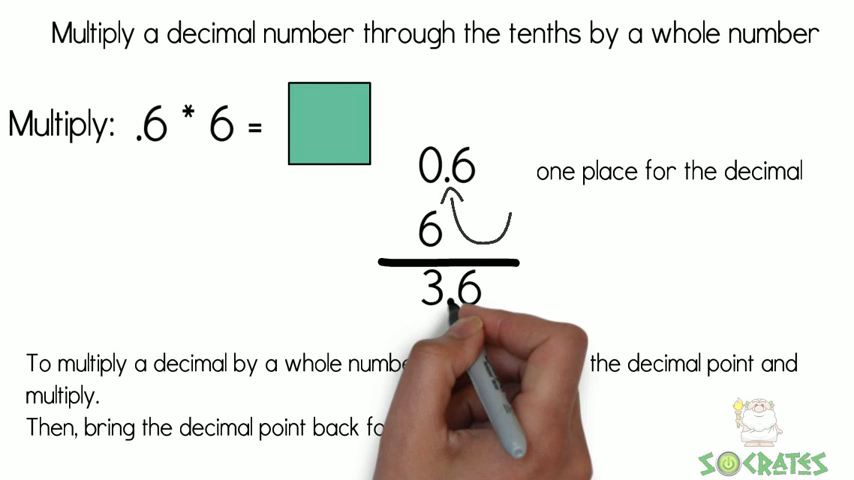 Multiply a decimal number through the tenths by a whole number
Multiply: .6 * 6 =
0.6
one place for the decimal
6
3.6
To multiply a decimal by a whole the decimal point and
multiply.
Then, bring the decimal point back
SOCRATES